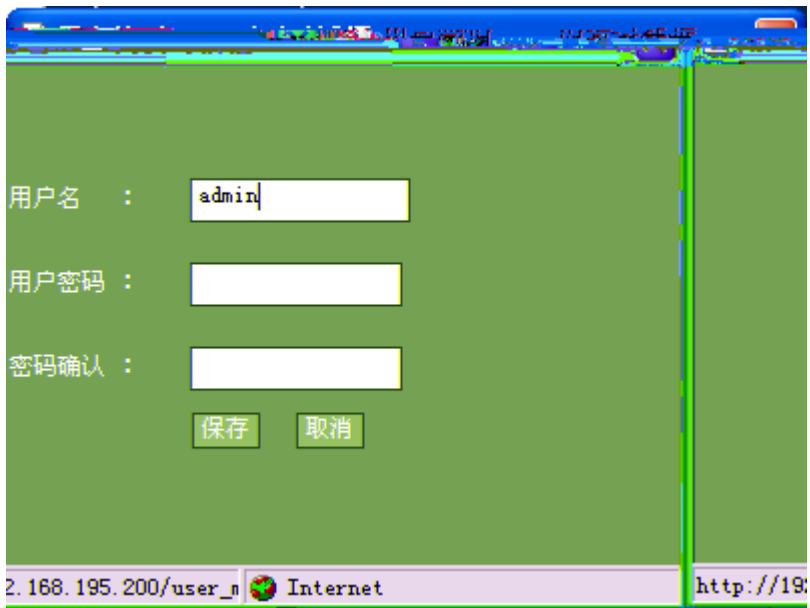 用户名 :
admin
用户密码 :
密码确认 :
保存 取消
2.168.195.200/user_m Internet
http://192